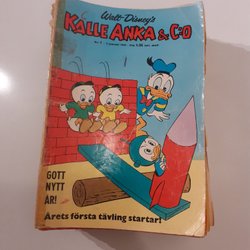 Walt Disney's
KALLE ANKA & C:O
GOTT
NYTT
ÅR!
Årets första tävling startar!